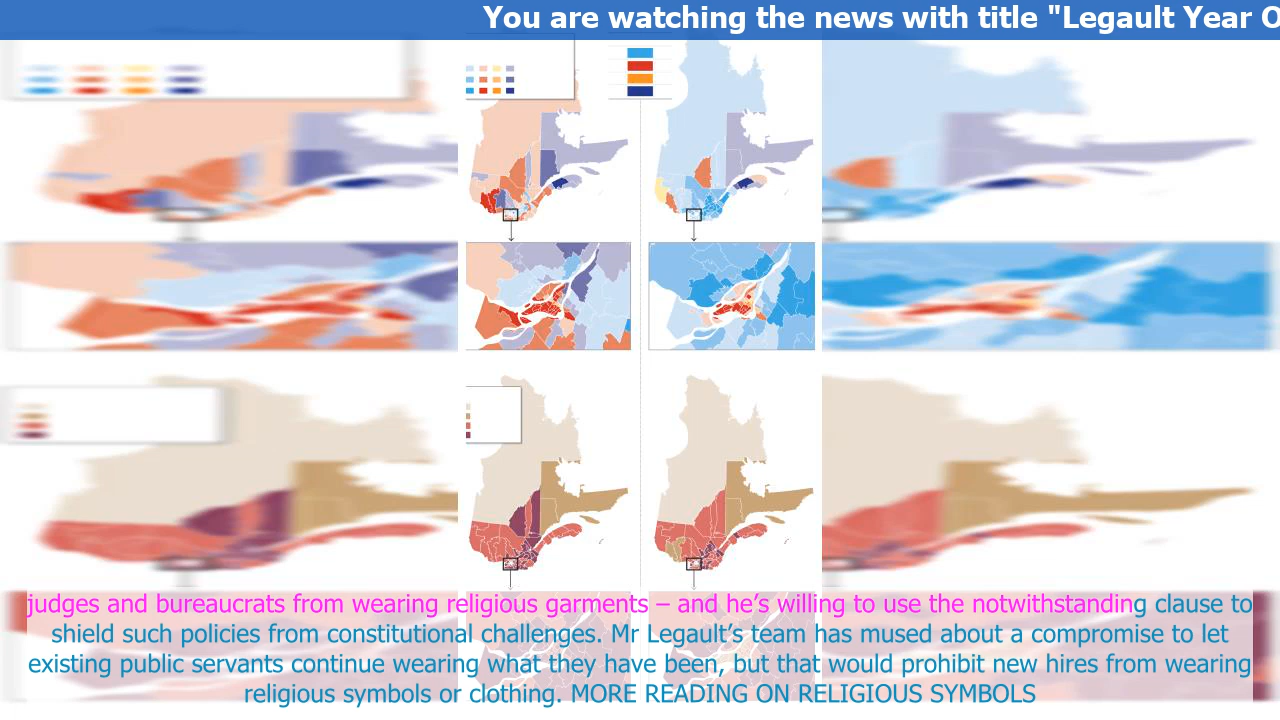 You are watching the news with title "Legault Year O
judges and bureaucrats from wearing religious garments – and he’s willing to use the notwithstanding clause to
shield such policies from constitutional challenges. Mr Legault’s team has mused about a compromise to let
existing public servants continue wearing what they have been, but that would prohibit new hires from wearing
religious symbols or clothing. MORE READING ON RELIGIOUS SYMBOLS